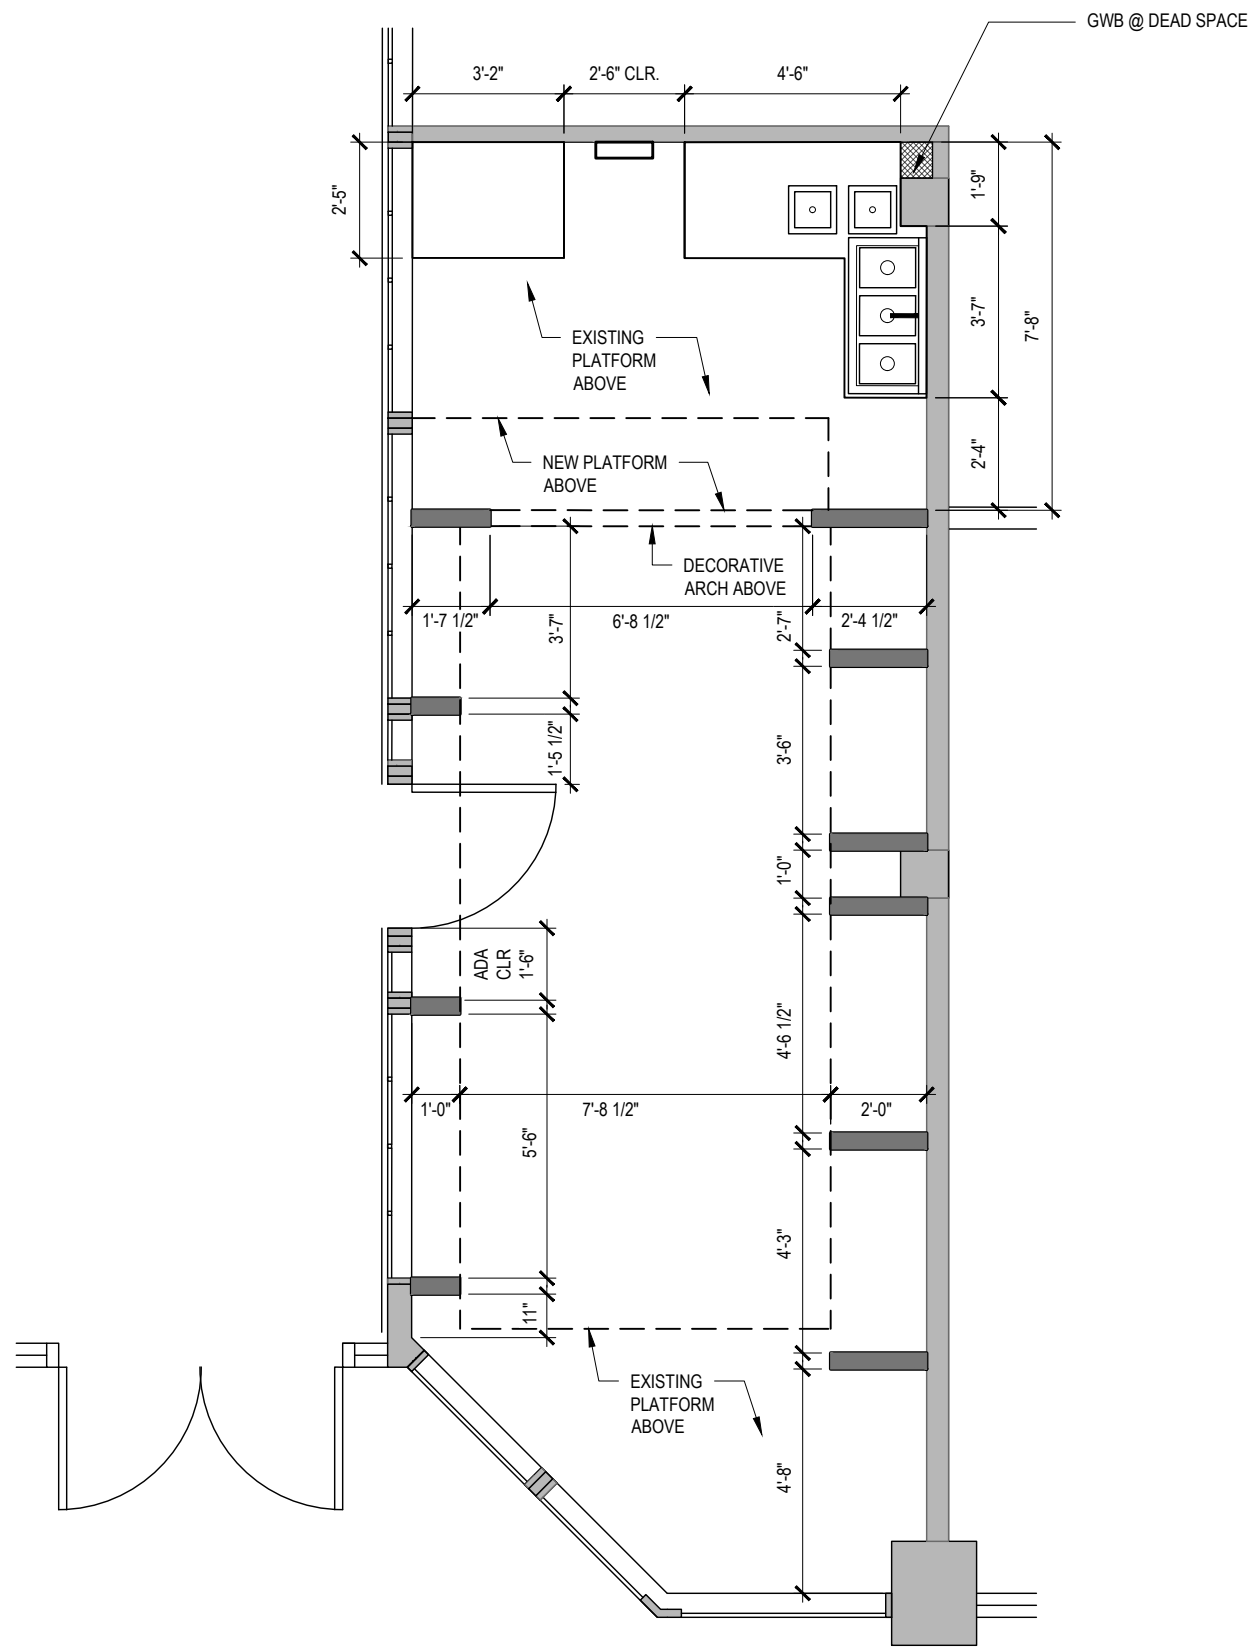 GWB @ DEAD SPACE
3'-2"
2'-6" CLR.
4'-6"
2'-5"
1'-9"
3'-7"
7'-8"
2'-4"
EXISTING
PLATFORM
ABOVE
NEW PLATFORM
ABOVE
DECORATIVE
ARCH ABOVE
1'-7 1/2"
6'-8 1/2"
2'-4 1/2"
3'-7"
2'-7"
1'-5 1/2"
3'-6"
1'-0"
ADA
CLR
1'-6"
4'-6 1/2"
1'-0"
7'-8 1/2"
2'-0"
5'-6"
4'-3"
11"
EXISTING
PLATFORM
ABOVE
4'-8"